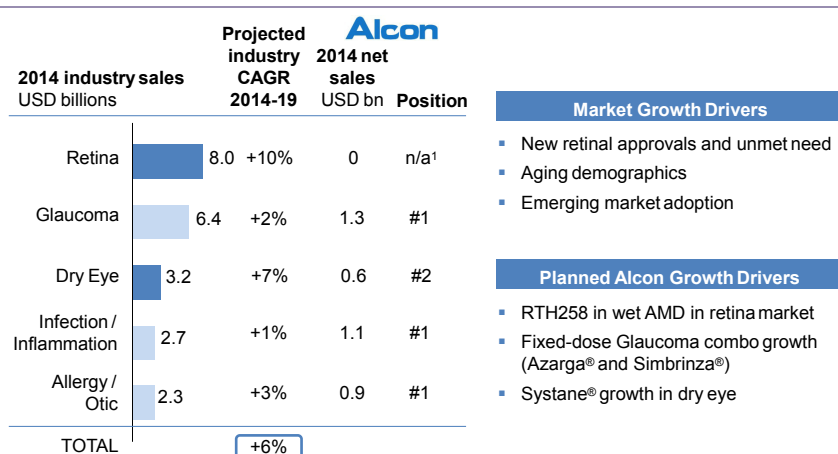 Alcon
Projected
industry
CAGR
2014-19
2014 net
sales
USD bn
Position
2014 industry sales
USD billions
Retina 8.0 +10% 0 n/a¹
Glaucoma 6.4 +2% 1.3 #1
Dry Eye 3.2 +7% 0.6 #2
Infection /
Inflammation 2.7 +1% 1.1 #1
Allergy /
Otic 2.3 +3% 0.9 #1
TOTAL +6%
Market Growth Drivers
▪ New retinal approvals and unmet need
▪ Aging demographics
▪ Emerging market adoption
Planned Alcon Growth Drivers
▪ RTH258 in wet AMD in retina market
▪ Fixed-dose Glaucoma combo growth
(Azarga® and Simbrinza®)
▪ Systane® growth in dry eye